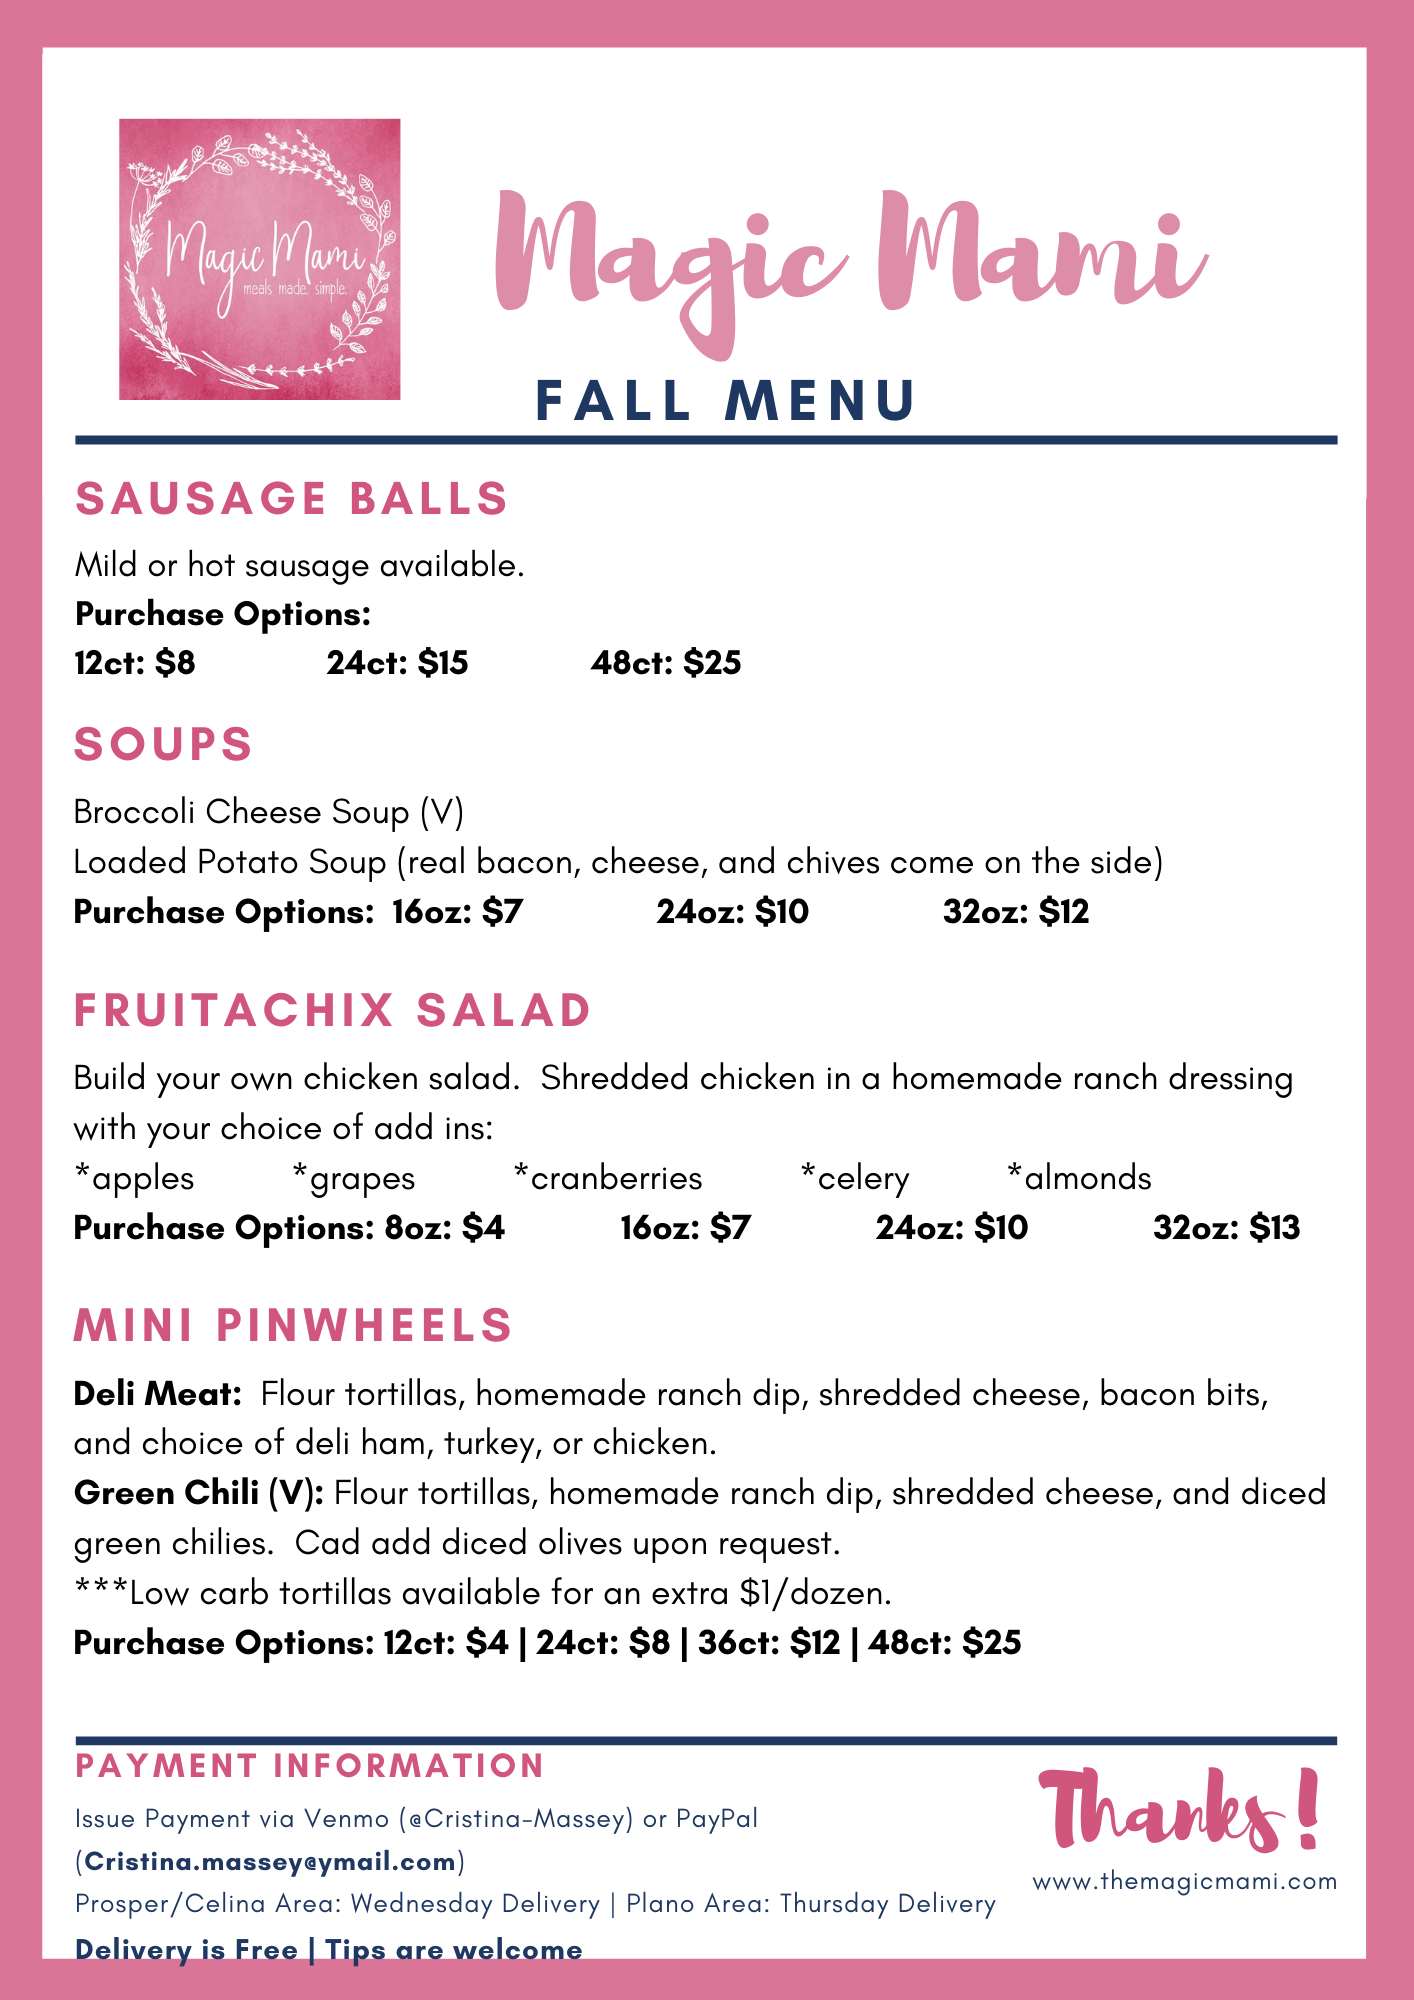 Magic Mami
meals made. simple.
Magic Mami
FALL MENU
SAUSAGE BALLS
Mild or hot sausage available.
Purchase Options:
12ct: $8 24ct: $15 48ct: $25
SOUPS
Broccoli Cheese Soup (V)
Loaded Potato Soup (real bacon, cheese, and chives come on the side)
Purchase Options: 16oz: $7 24oz: $10 32oz: $12
FRUITACHIX SALAD
Build your own chicken salad. Shredded chicken in a homemade ranch dressing
with your choice of add ins:
*apples *grapes *cranberries *celery *almonds
Purchase Options: 8oz: $4 16oz: $7 24oz: $10 32oz: $13
MINI PINWHEELS
Deli Meat: Flour tortillas, homemade ranch dip, shredded cheese, bacon bits,
and choice of deli ham, turkey, or chicken.
Green Chili (V): Flour tortillas, homemade ranch dip, shredded cheese, and diced
green chilies. Cad add diced olives upon request.
***Low carb tortillas available for an extra $1/dozen.
Purchase Options: 12ct: $4 | 24ct: $8 | 36ct: $12 | 48ct: $25
PAYMENT INFORMATION
Issue Payment via Venmo (@Cristina-Massey) or PayPal
(Cristina.massey@ymail.com)
Prosper/Celina Area: Wednesday Delivery | Plano Area: Thursday Delivery
Delivery is Free | Tips are welcome
Thanks!
www.themagicmami.com